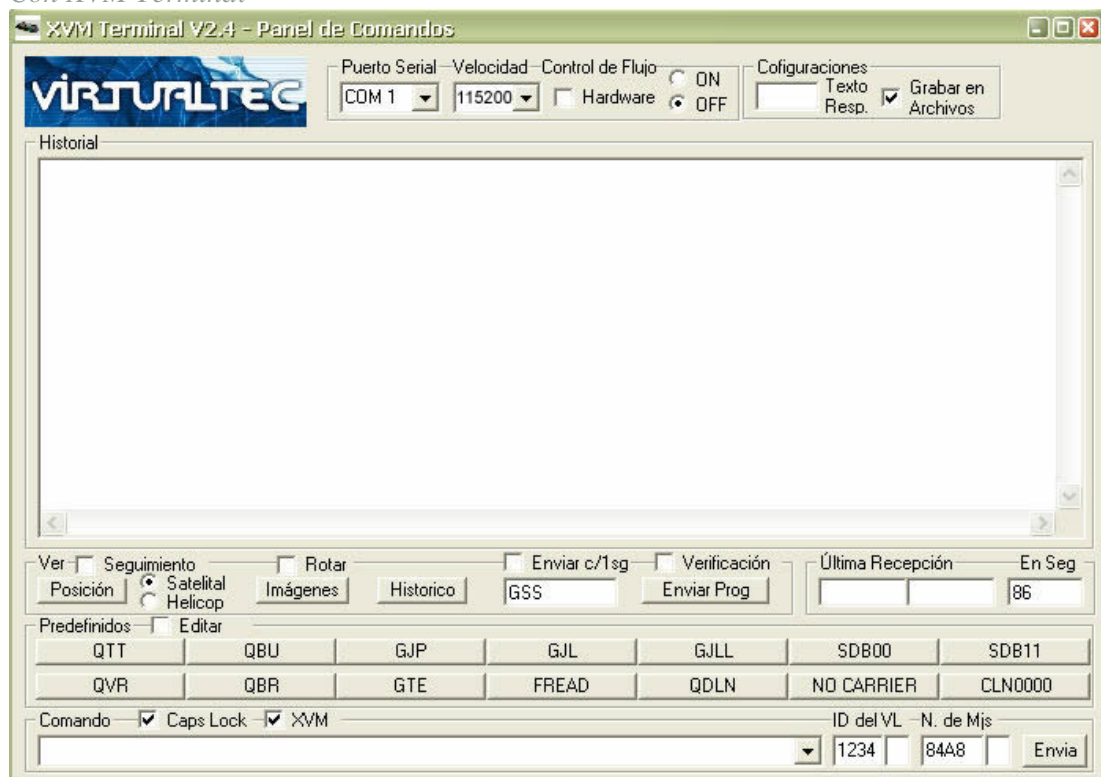 Con XVM Terminal
XVM Terminal V2.4 - Panel de Comandos
VIRTUALTEC
Puerto Serial Velocidad Control de Flujo Cofiguraciones
COM 1 115200 Hardware ON OFF Texto Resp. Grabar en Archivos
Historial
Ver Seguimiento Rotar Enviar c/1sg Verificación Última Recepción En Seg
Posición Satelital Helicop Imágenes Historico GSS Enviar Prog 86
Predefinidos Editar
QTT QBU GJP GJL GJLL SDB00 SDB11
QVR QBR GTE FREAD QDLN NO CARRIER CLN0000
Comando Caps Lock XVM ID del VL N. de Mjs
1234 84A8 Envia